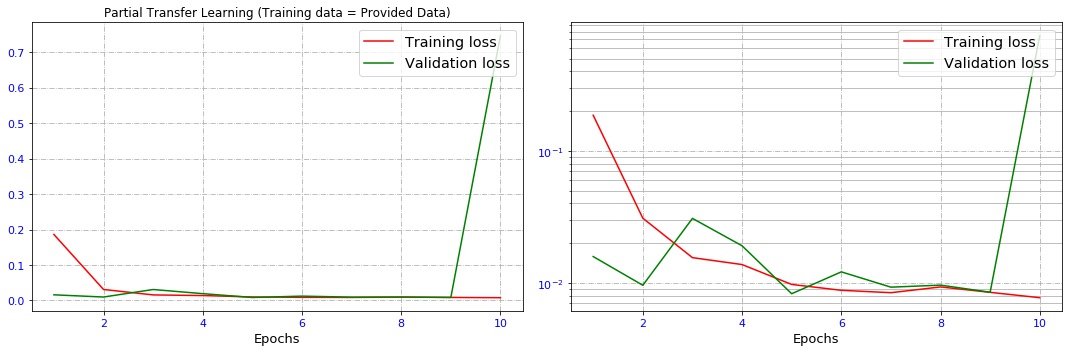 Partial Transfer Learning (Training data = Provided Data)
Training loss
Validation loss
0.7
0.6
0.5
0.4
0.3
0.2
0.1
0.0
2 4 6 8 10
Epochs
Training loss
Validation loss
10⁻¹
10⁻²
2 4 6 8 10
Epochs